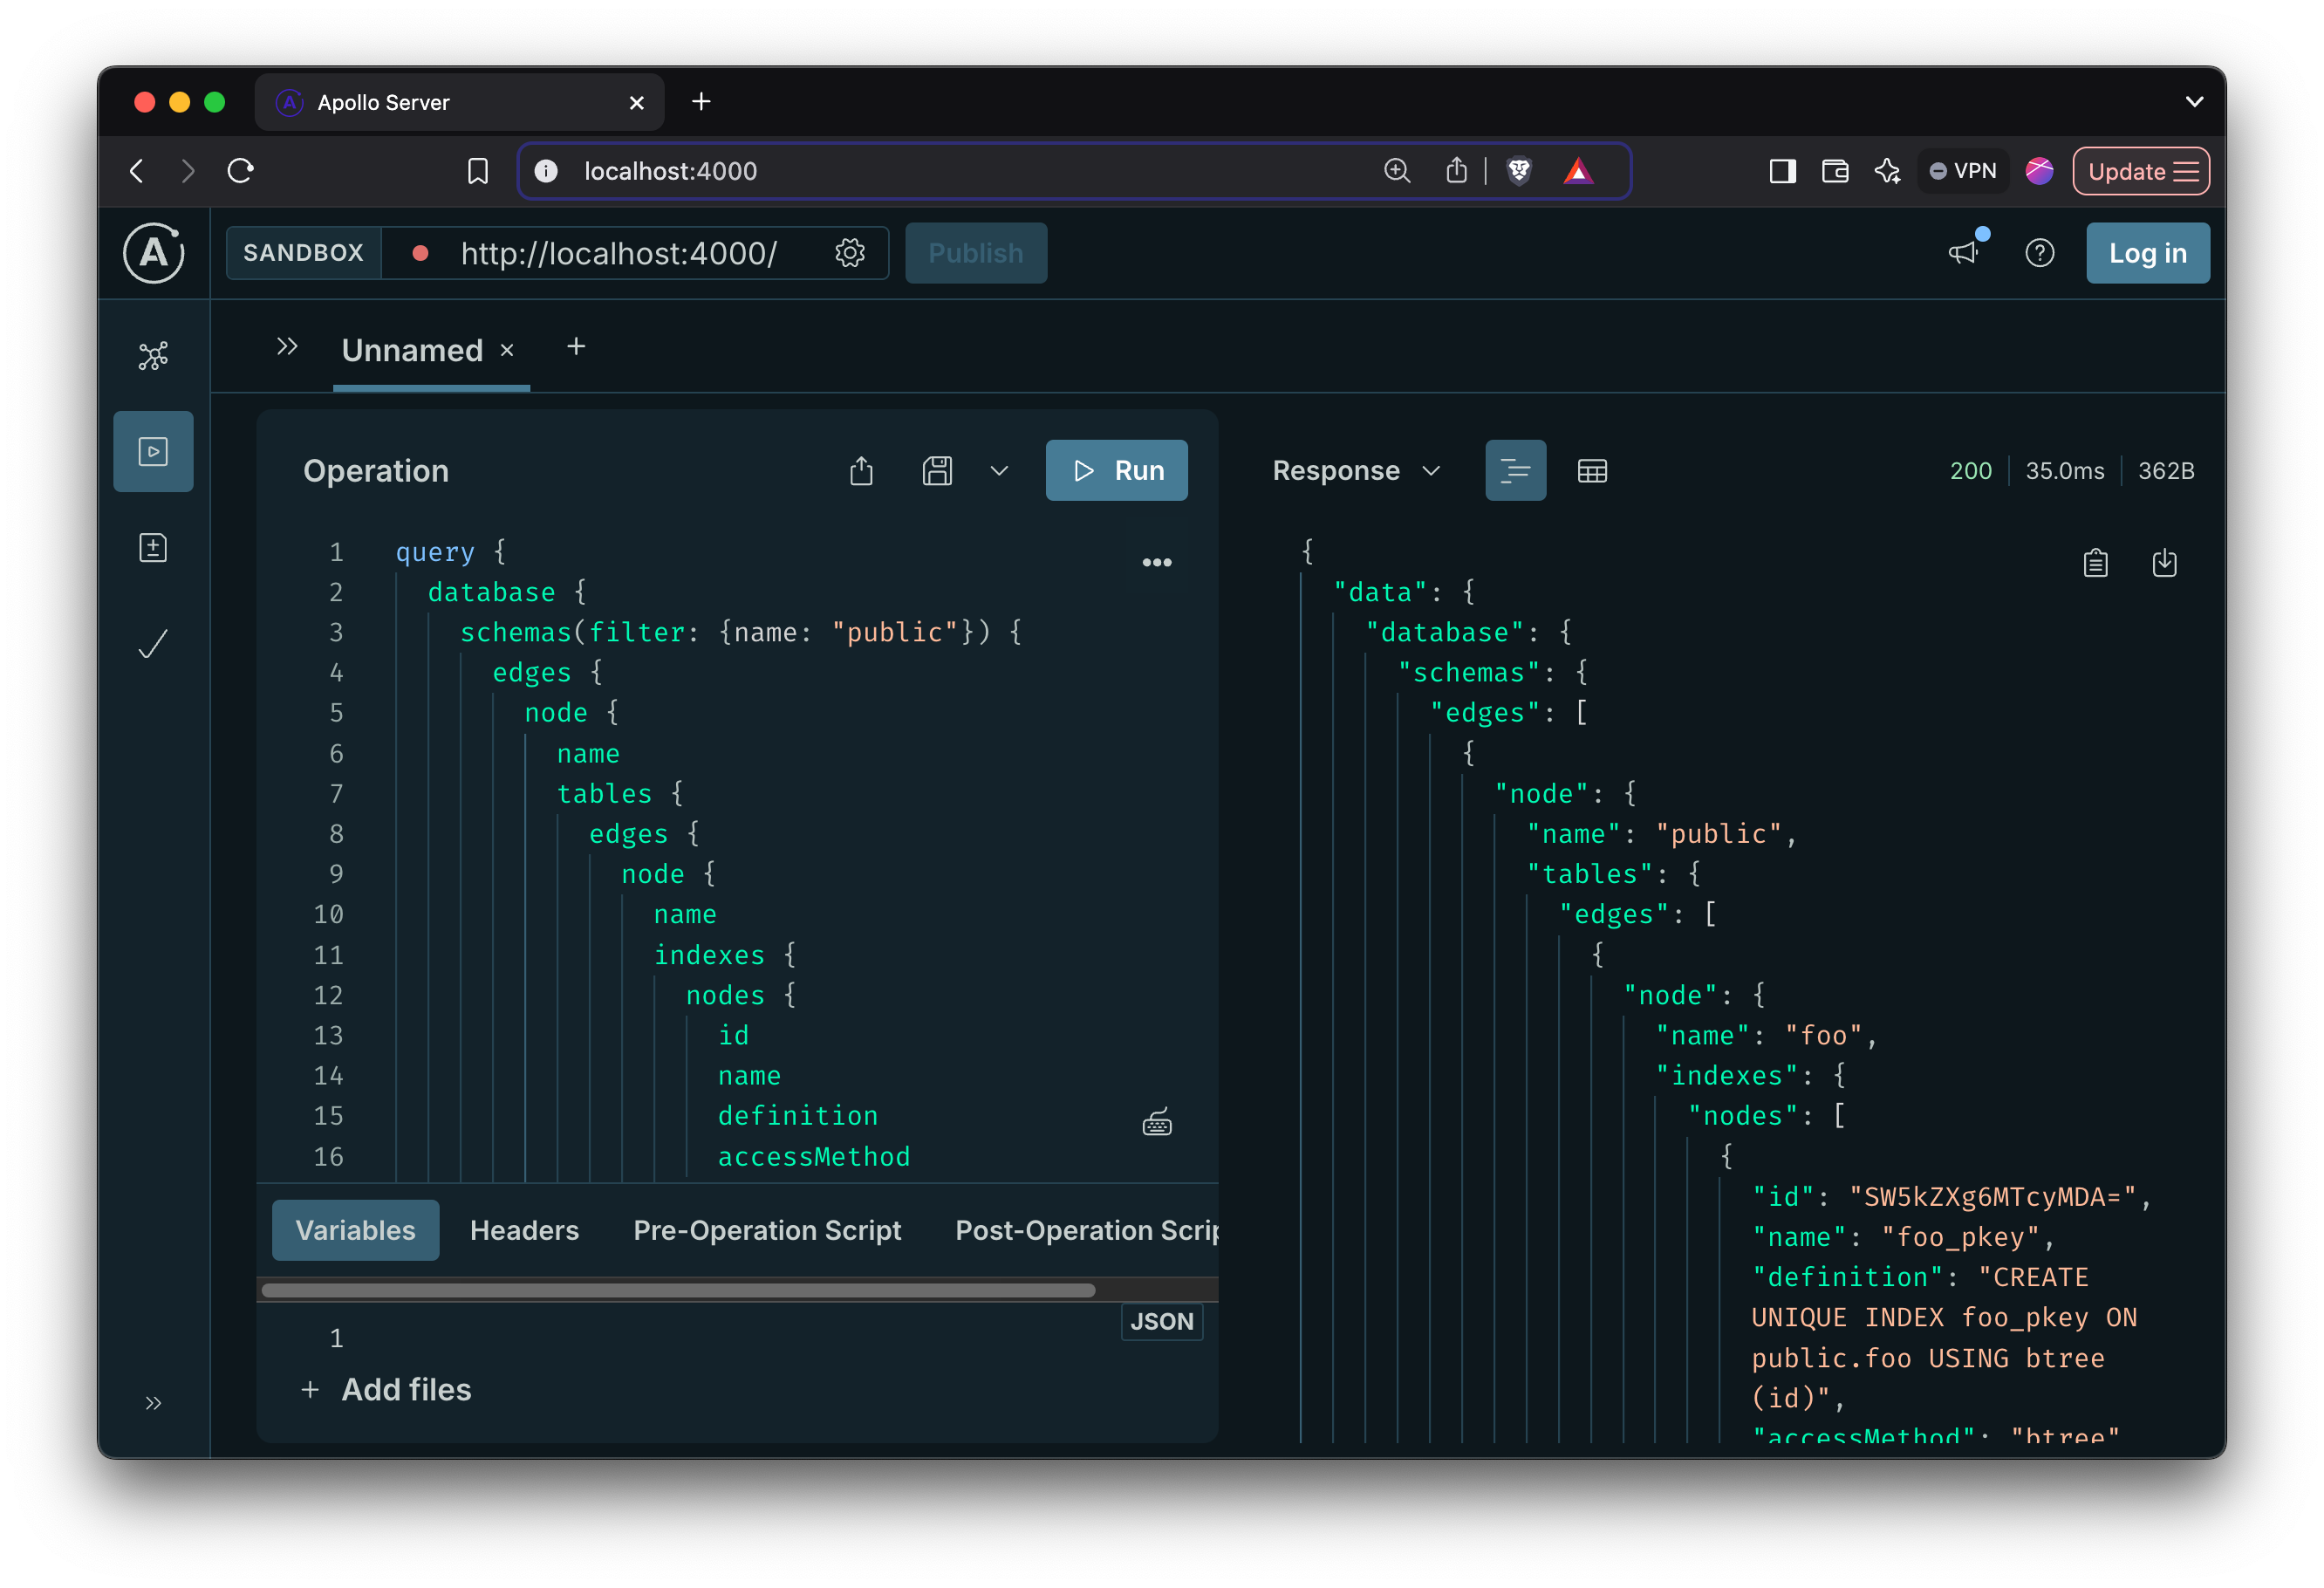 Apollo Server
localhost:4000
VPN
Update
SANDBOX
http://localhost:4000/
Publish
Log in
Unnamed
Operation
Run
1 query {
2 database {
3 schemas(filter: {name: "public"}) {
4 edges {
5 node {
6 name
7 tables {
8 edges {
9 node {
10 name
11 indexes {
12 nodes {
13 id
14 name
15 definition
16 accessMethod
Variables Headers Pre-Operation Script Post-Operation Scrip
JSON
1
+ Add files
Response
200 35.0ms 362B
{
"data": {
"database": {
"schemas": {
"edges": [
{
"node": {
"name": "public",
"tables": {
"edges": [
{
"node": {
"name": "foo",
"indexes": {
"nodes": [
{
"id": "SW5kZXg6MTcyMDA=",
"name": "foo_pkey",
"definition": "CREATE
UNIQUE INDEX foo_pkey ON
public.foo USING btree
(id)",
"accessMethod": "btree"